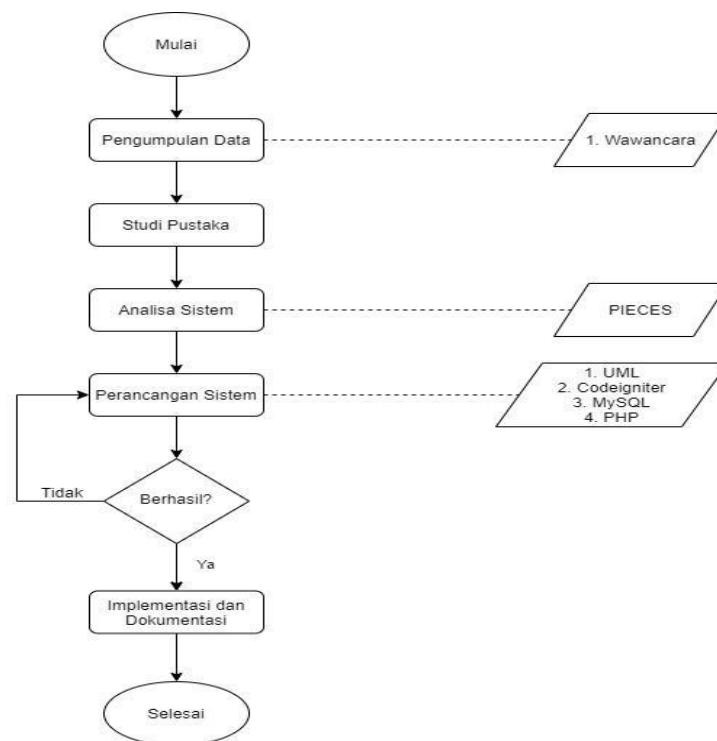 Mulai
Pengumpulan Data
1. Wawancara
Studi Pustaka
Analisa Sistem
PIECES
Perancangan Sistem
1. UML
2. Codeigniter
3. MySQL
4. PHP
Tidak
Berhasil?
Ya
Implementasi dan
Dokumentasi
Selesai